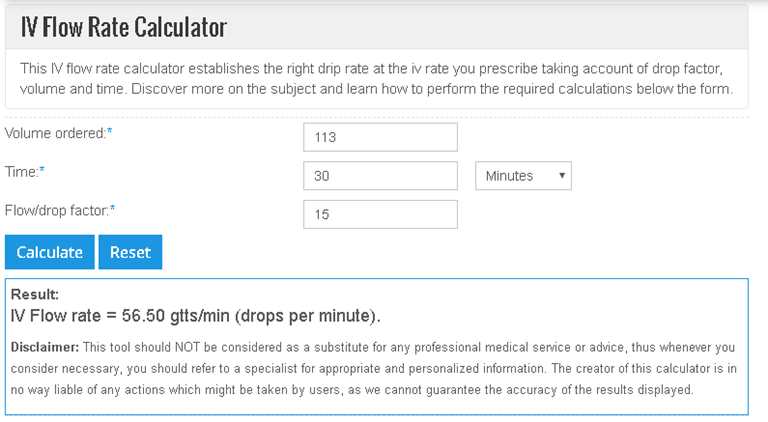 IV Flow Rate Calculator
This IV flow rate calculator establishes the right drip rate at the iv rate you prescribe taking account of drop factor,
volume and time. Discover more on the subject and learn how to perform the required calculations below the form.
Volume ordered:* 113
Time:* 30 Minutes
Flow/drop factor:* 15
Calculate Reset
Result:
IV Flow rate = 56.50 gtts/min (drops per minute).
Disclaimer: This tool should NOT be considered as a substitute for any professional medical service or advice, thus whenever you
consider necessary, you should refer to a specialist for appropriate and personalized information. The creator of this calculator is in
no way liable of any actions which might be taken by users, as we cannot guarantee the accuracy of the results displayed.